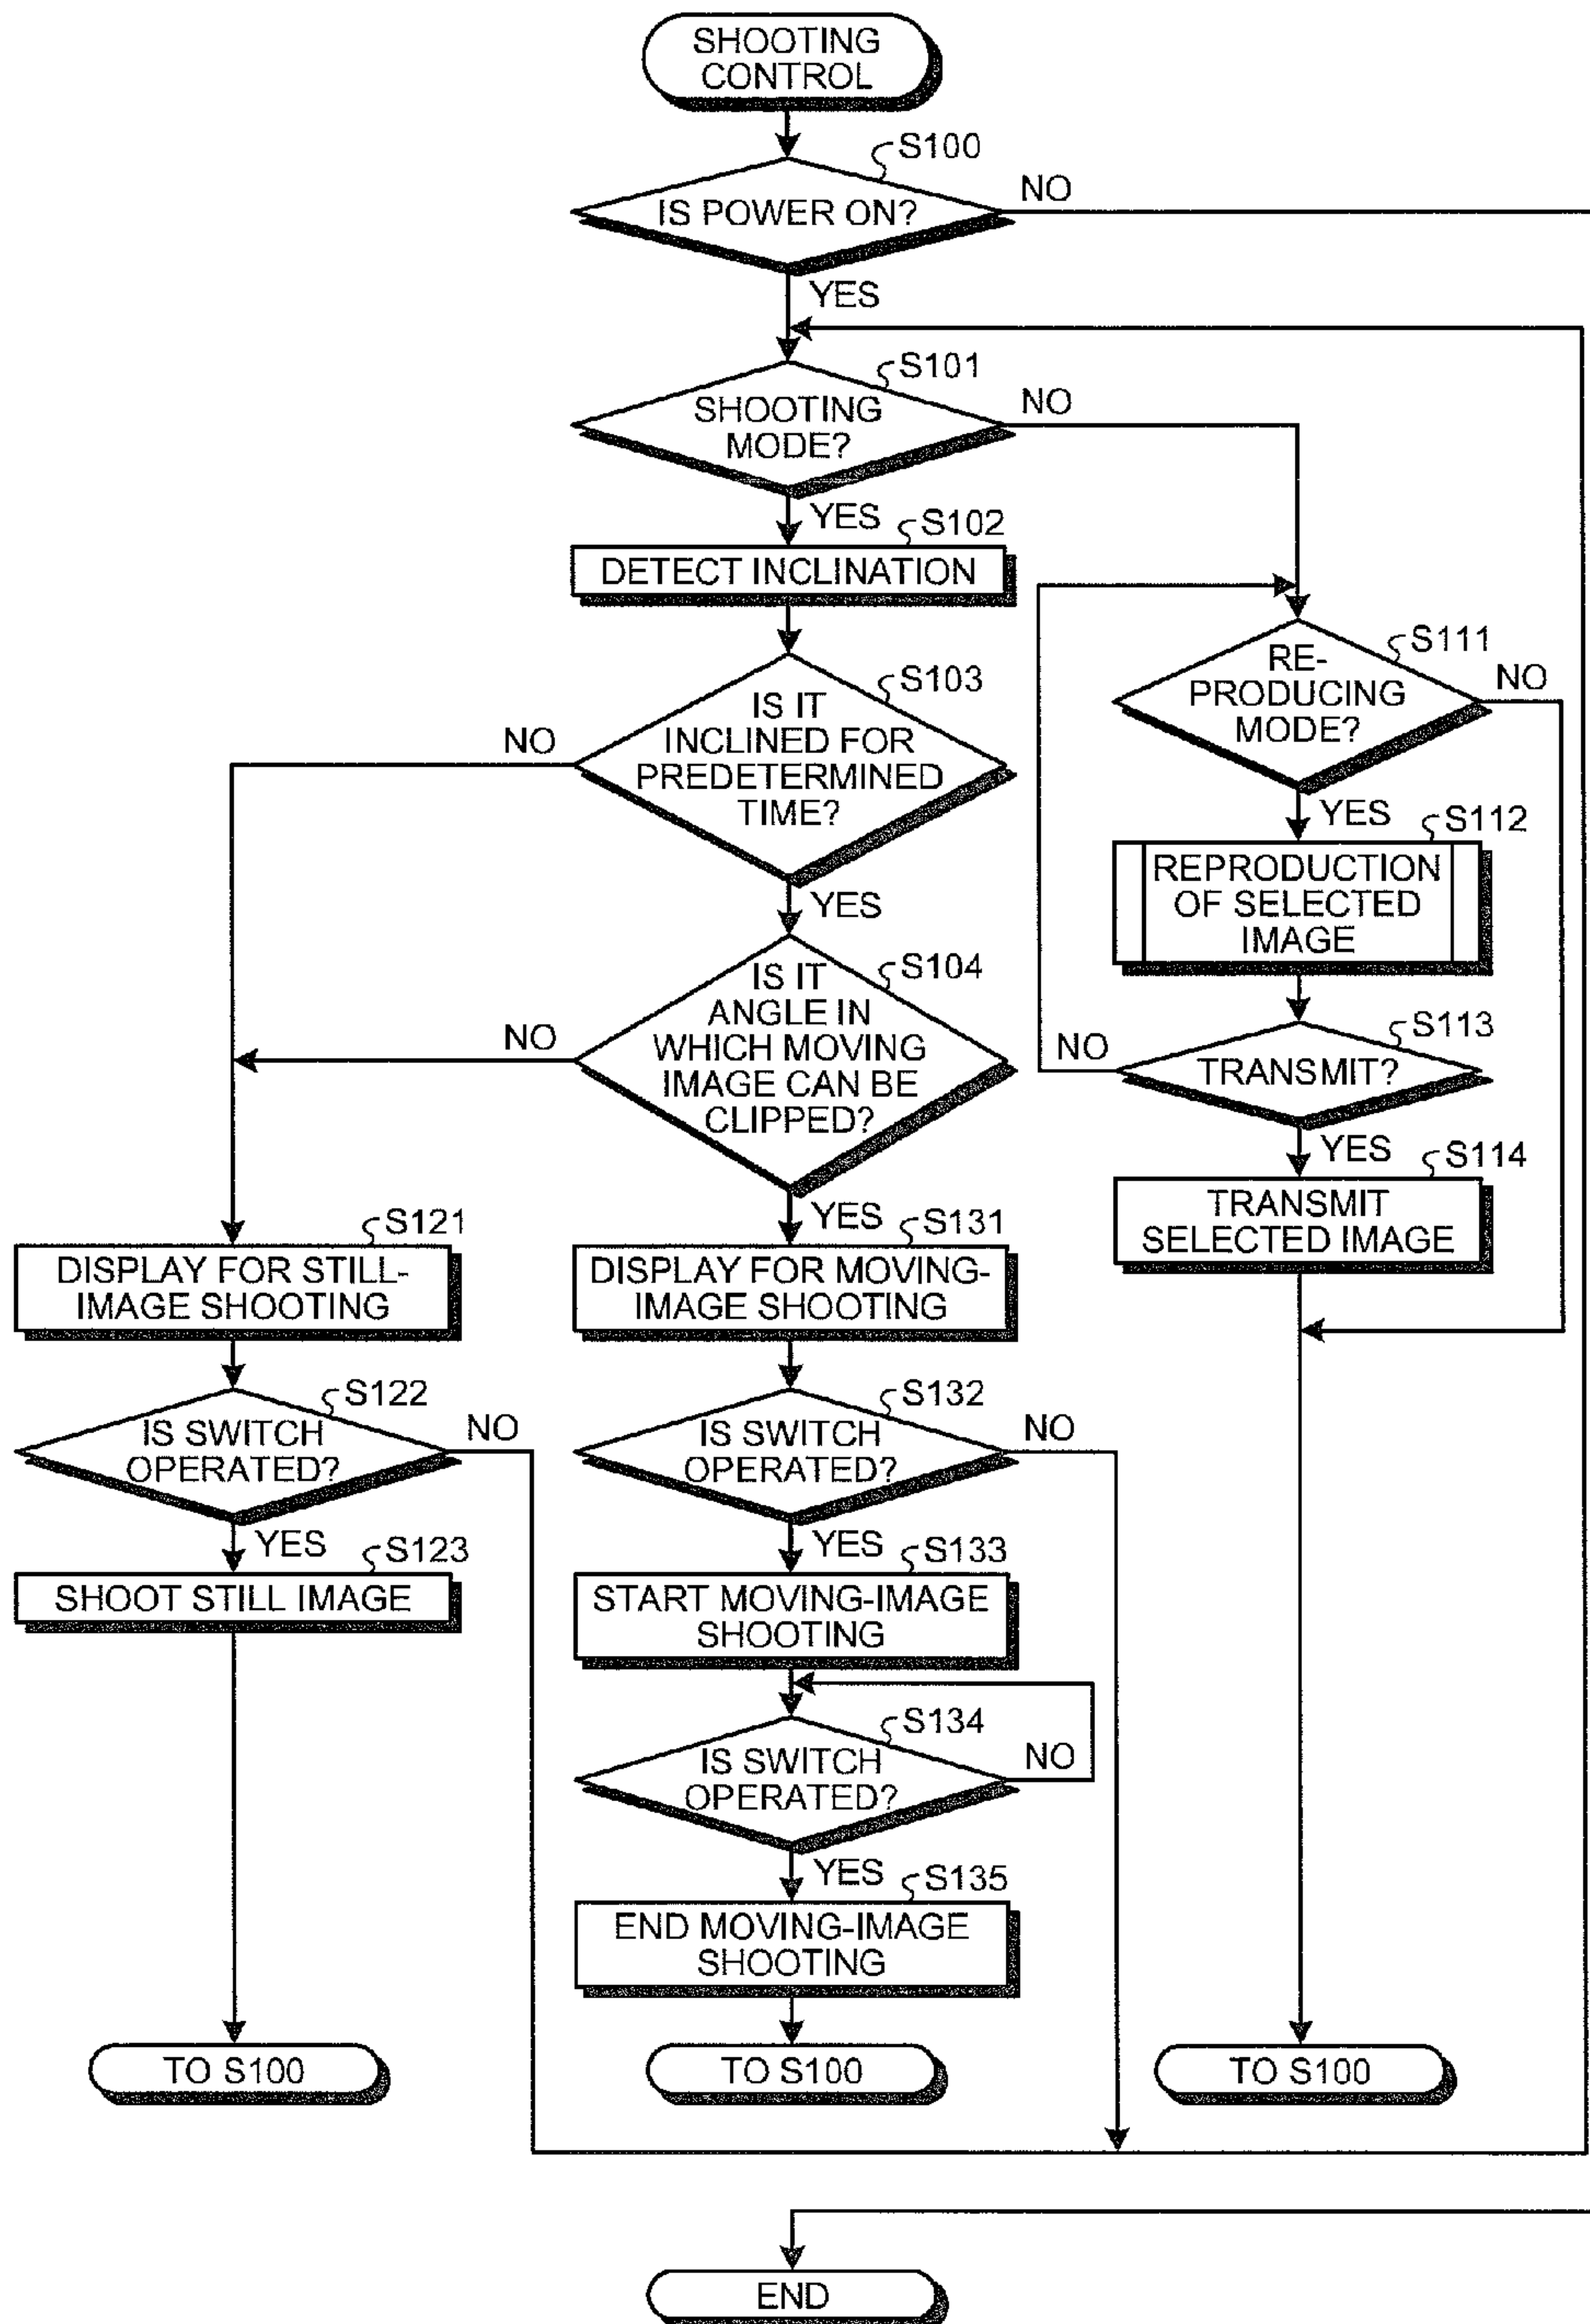 SHOOTING
CONTROL
S100
IS POWER ON?
NO
YES
S101
SHOOTING
MODE?
NO
YES
S102
DETECT INCLINATION
S103
IS IT
INCLINED FOR
PREDETERMINED
TIME?
NO
YES
S104
IS IT
ANGLE IN
WHICH MOVING
IMAGE CAN BE
CLIPPED?
NO
YES
S111
RE-
PRODUCING
MODE?
NO
YES
S112
REPRODUCTION
OF SELECTED
IMAGE
S113
TRANSMIT?
NO
YES
S114
TRANSMIT
SELECTED IMAGE
S121
DISPLAY FOR STILL-
IMAGE SHOOTING
S122
IS SWITCH
OPERATED?
NO
YES
S123
SHOOT STILL IMAGE
TO S100
S131
DISPLAY FOR MOVING-
IMAGE SHOOTING
S132
IS SWITCH
OPERATED?
NO
YES
S133
START MOVING-IMAGE
SHOOTING
S134
IS SWITCH
OPERATED?
NO
YES
S135
END MOVING-IMAGE
SHOOTING
TO S100
TO S100
END